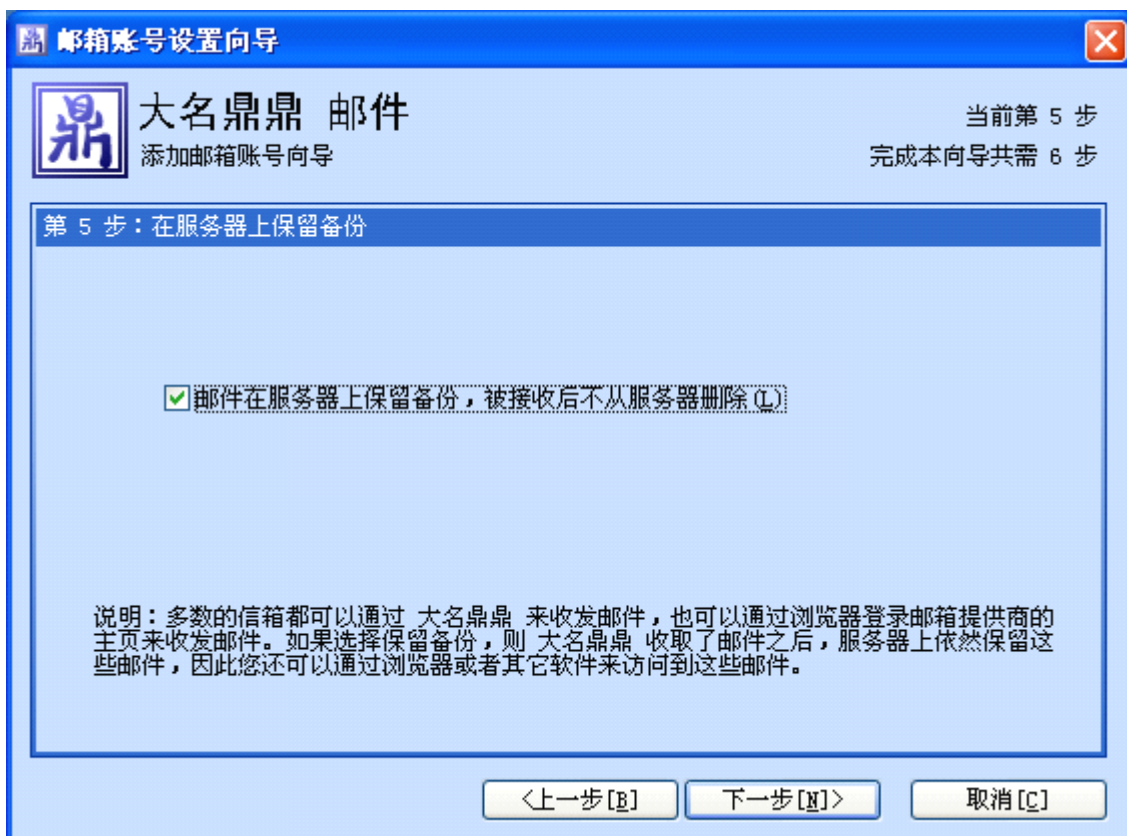 鼎 邮箱账号设置向导
鼎 大名鼎鼎 邮件
添加邮箱账号向导
当前第 5 步
完成本向导共需 6 步
第 5 步：在服务器上保留备份
邮件在服务器上保留备份，被接收后不从服务器删除(L)
说明：多数的信箱都可以通过 大名鼎鼎 来收发邮件，也可以通过浏览器登录邮箱提供商的
主页来收发邮件。如果选择保留备份，则 大名鼎鼎 收取了邮件之后，服务器上依然保留这
些邮件，因此您还可以通过浏览器或者其它软件来访问到这些邮件。
<上一步[B] 下一步[N]> 取消[C]